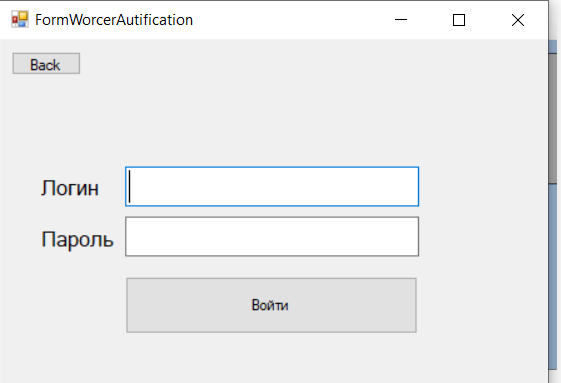 FormWorcerAutification
Back
Логин
Пароль
Войти